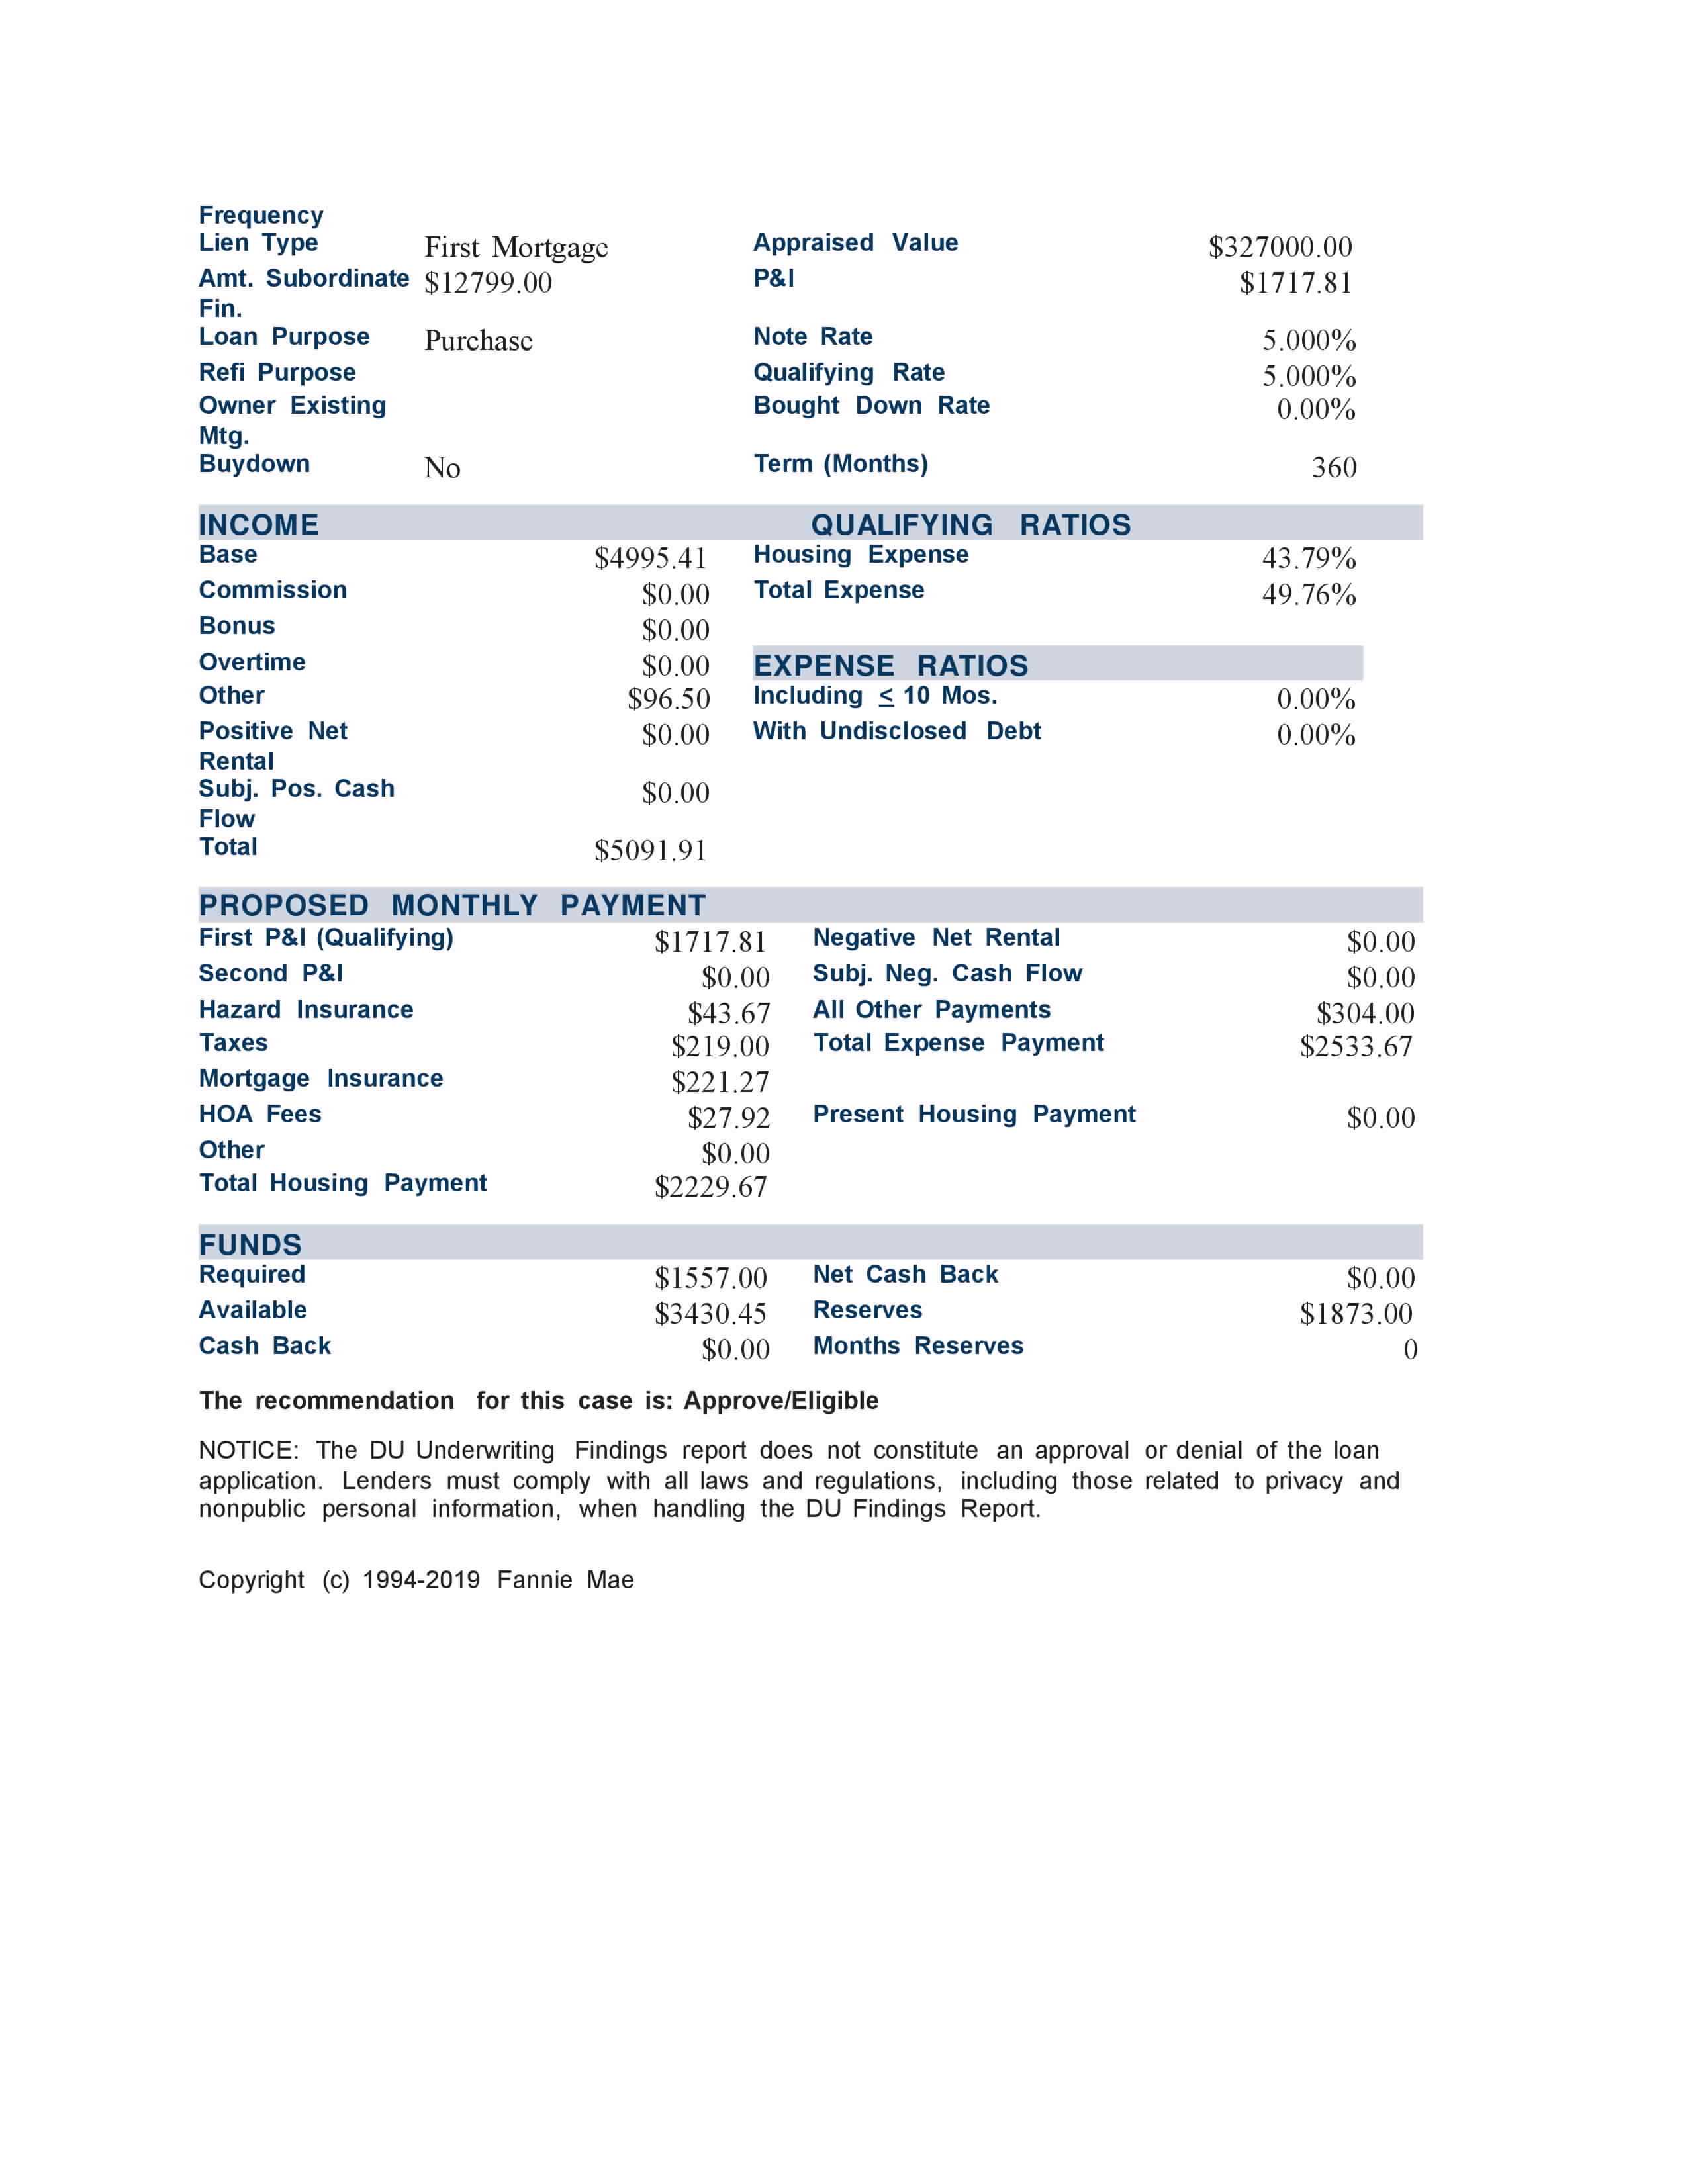 Frequency
Lien Type First Mortgage Appraised Value $327000.00
Amt. Subordinate $12799.00 P&I $1717.81
Fin.
Loan Purpose Purchase Note Rate 5.000%
Refi Purpose Qualifying Rate 5.000%
Owner Existing Bought Down Rate 0.00%
Mtg.
Buydown No Term (Months) 360
INCOME QUALIFYING RATIOS
Base $4995.41 Housing Expense 43.79%
Commission $0.00 Total Expense 49.76%
Bonus $0.00
Overtime $0.00 EXPENSE RATIOS
Other $96.50 Including ≤ 10 Mos. 0.00%
Positive Net $0.00 With Undisclosed Debt 0.00%
Rental
Subj. Pos. Cash $0.00
Flow
Total $5091.91
PROPOSED MONTHLY PAYMENT
First P&I (Qualifying) $1717.81 Negative Net Rental $0.00
Second P&I $0.00 Subj. Neg. Cash Flow $0.00
Hazard Insurance $43.67 All Other Payments $304.00
Taxes $219.00 Total Expense Payment $2533.67
Mortgage Insurance $221.27
HOA Fees $27.92 Present Housing Payment $0.00
Other $0.00
Total Housing Payment $2229.67
FUNDS
Required $1557.00 Net Cash Back $0.00
Available $3430.45 Reserves $1873.00
Cash Back $0.00 Months Reserves 0
The recommendation for this case is: Approve/Eligible
NOTICE: The DU Underwriting Findings report does not constitute an approval or denial of the loan
application. Lenders must comply with all laws and regulations, including those related to privacy and
nonpublic personal information, when handling the DU Findings Report.
Copyright (c) 1994-2019 Fannie Mae